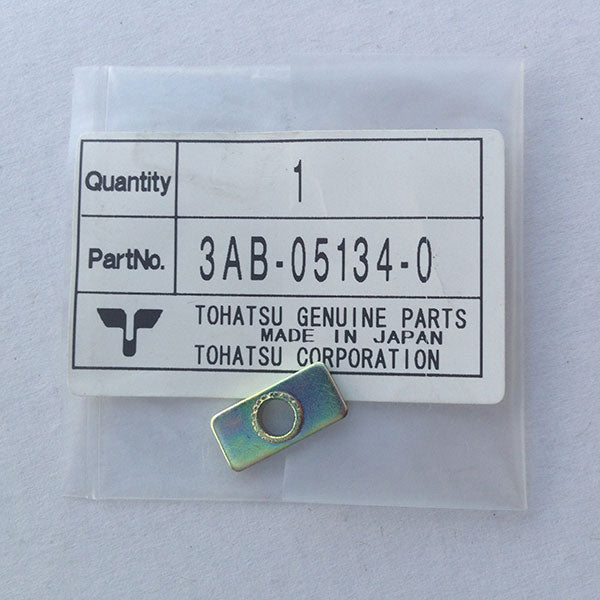 Quantity 1
PartNo. 3AB-05134-0
TOHATSU GENUINE PARTS
MADE IN JAPAN
TOHATSU CORPORATION